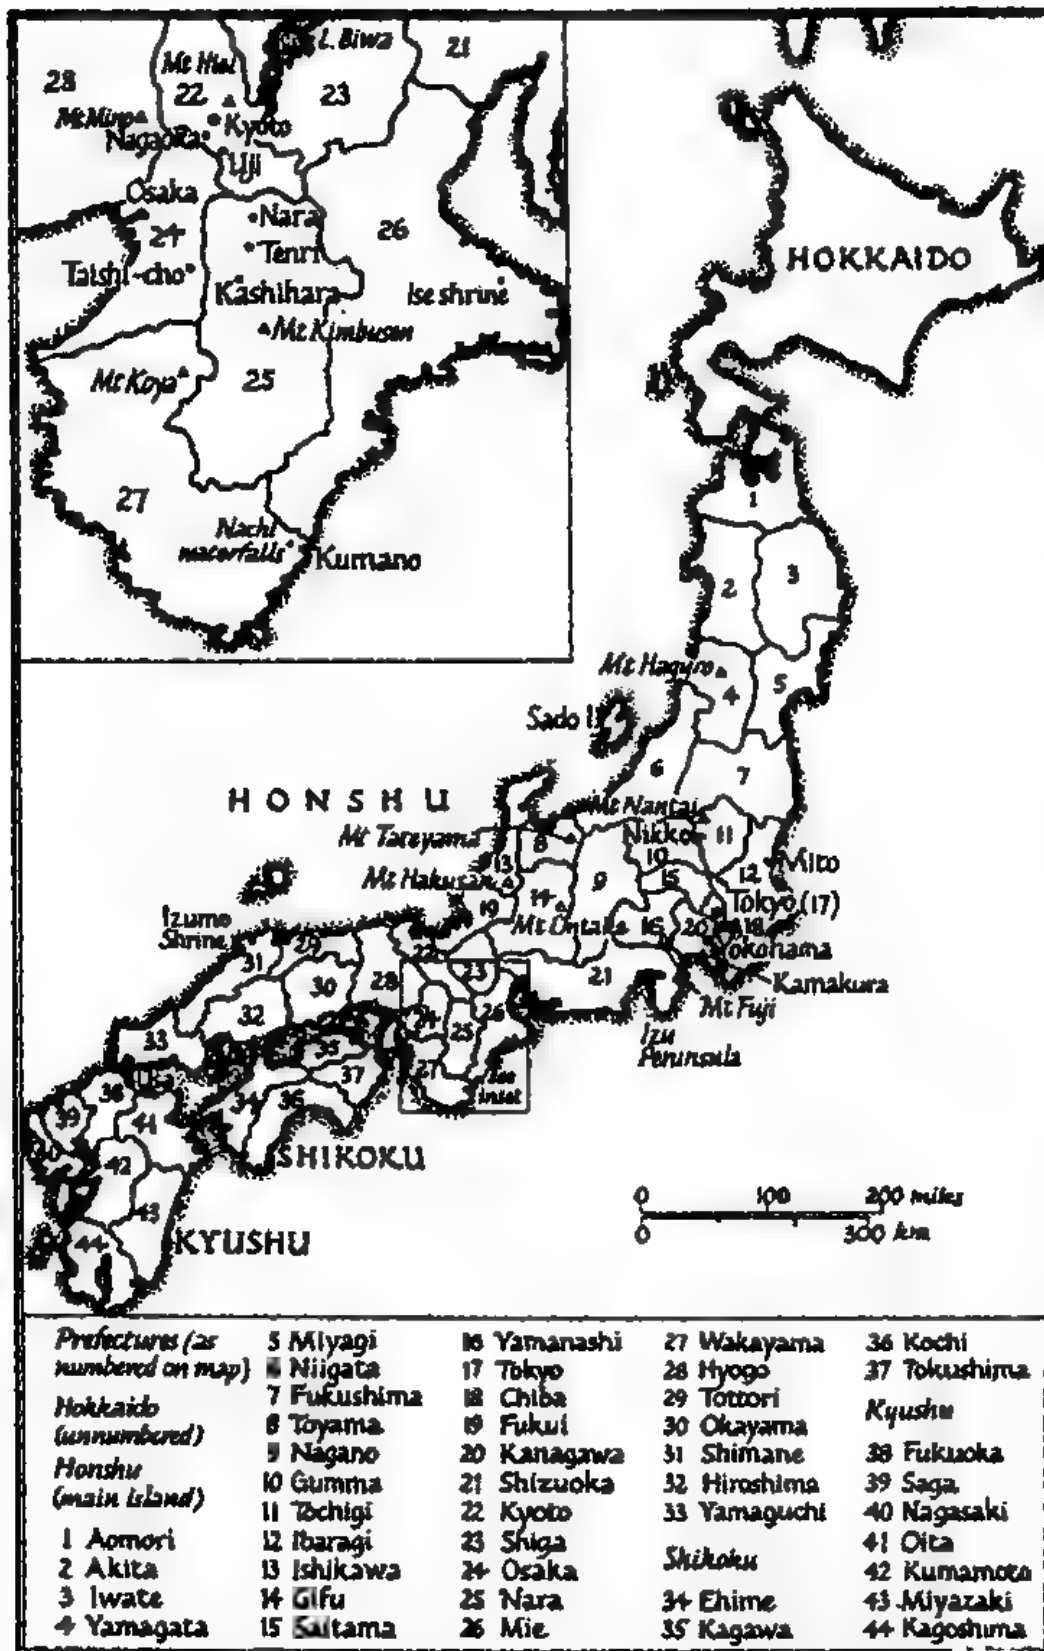 L. Biwa
21
28
Mt Hiei
22
23
Mt Mino
Kyoto
Nagaoka
Uji
Osaka
24
Nara
26
Tenri
Taishi-cho
Kashihara
Ise shrine
Mt Kimbusen
Mt Koya
25
27
Nachi
waterfalls
Kumano
HOKKAIDO
1
2
3
Mt Haguro
4
5
Sado I.
6
7
HONSHU
Mt Nantai
Nikko
11
Mt Tateyama
8
13
10
12
Mito
Mt Hakusan
14
9
15
19
Tokyo (17)
Mt Ontake
16
20
18
Yokohama
Izumo
Shrine
29
22
31
28
23
21
Kamakura
30
32
26
Mt Fuji
24
25
Izu
Peninsula
33
35
27
See
inset
37
38
34
36
39
41
SHIKOKU
42
43
KYUSHU
44
0 100 200 miles
0 300 km
Prefectures (as
numbered on map)
Hokkaido
(unnumbered)
Honshu
(main island)
1 Aomori
2 Akita
3 Iwate
4 Yamagata
5 Miyagi
6 Niigata
7 Fukushima
8 Toyama
9 Nagano
10 Gumma
11 Tochigi
12 Ibaragi
13 Ishikawa
14 Gifu
15 Saitama
16 Yamanashi
17 Tokyo
18 Chiba
19 Fukui
20 Kanagawa
21 Shizuoka
22 Kyoto
23 Shiga
24 Osaka
25 Nara
26 Mie
27 Wakayama
28 Hyogo
29 Tottori
30 Okayama
31 Shimane
32 Hiroshima
33 Yamaguchi
Shikoku
34 Ehime
35 Kagawa
36 Kochi
37 Tokushima
Kyushu
38 Fukuoka
39 Saga
40 Nagasaki
41 Oita
42 Kumamoto
43 Miyazaki
44 Kagoshima